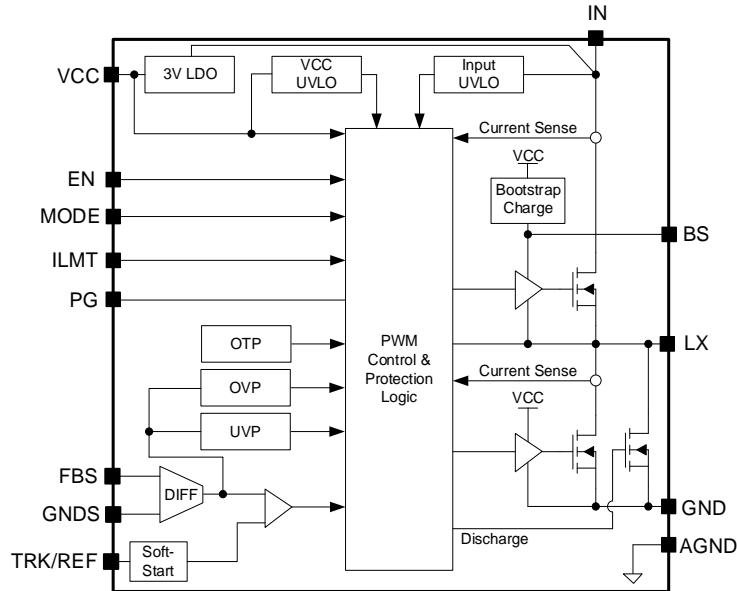 IN
VCC
3V LDO
VCC
UVLO
Input
UVLO
Current Sense
VCC
EN
Bootstrap
Charge
MODE
BS
ILMT
PG
PWM
Control &
Protection
Logic
OTP
LX
OVP
Current Sense
VCC
UVP
FBS
DIFF
GNDS
GND
Discharge
TRK/REF
Soft-
Start
AGND